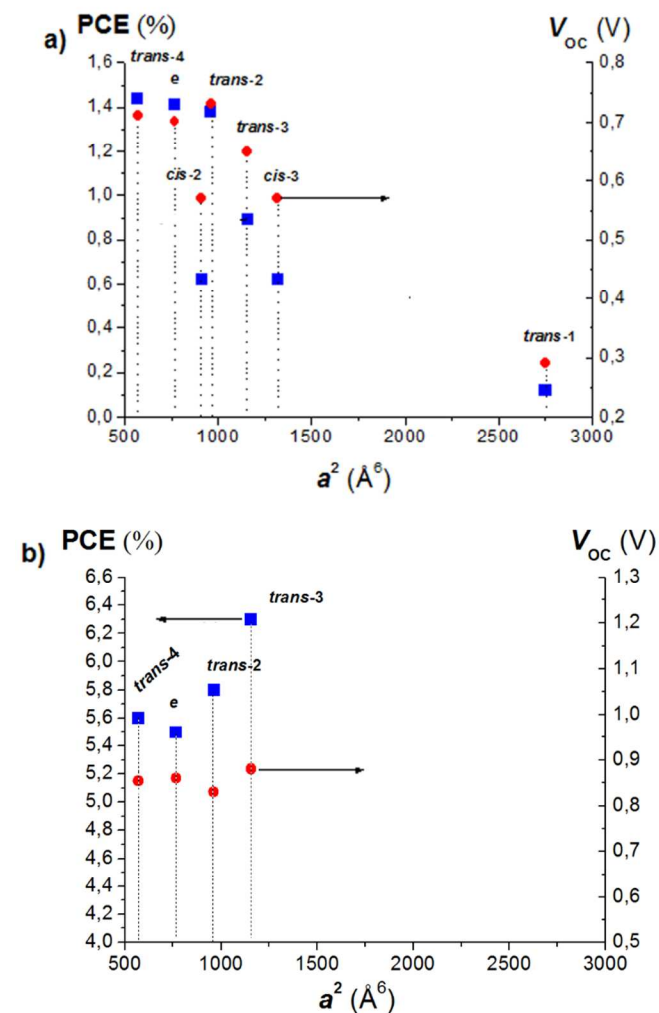 a) PCE (%) V_OC (V)
1,6 1,4 1,2 1,0 0,8 0,6 0,4 0,2 0,0
0,8 0,7 0,6 0,5 0,4 0,3 0,2
trans-4
e
trans-2
trans-3
cis-2
cis-3
trans-1
500 1000 1500 2000 2500 3000
a² (Å⁶)
b) PCE (%) V_OC (V)
6,6 6,4 6,2 6,0 5,8 5,6 5,4 5,2 5,0 4,8 4,6 4,4 4,2 4,0
1,3 1,2 1,1 1,0 0,9 0,8 0,7 0,6 0,5
trans-3
trans-4
trans-2
e
500 1000 1500 2000 2500 3000
a² (Å⁶)